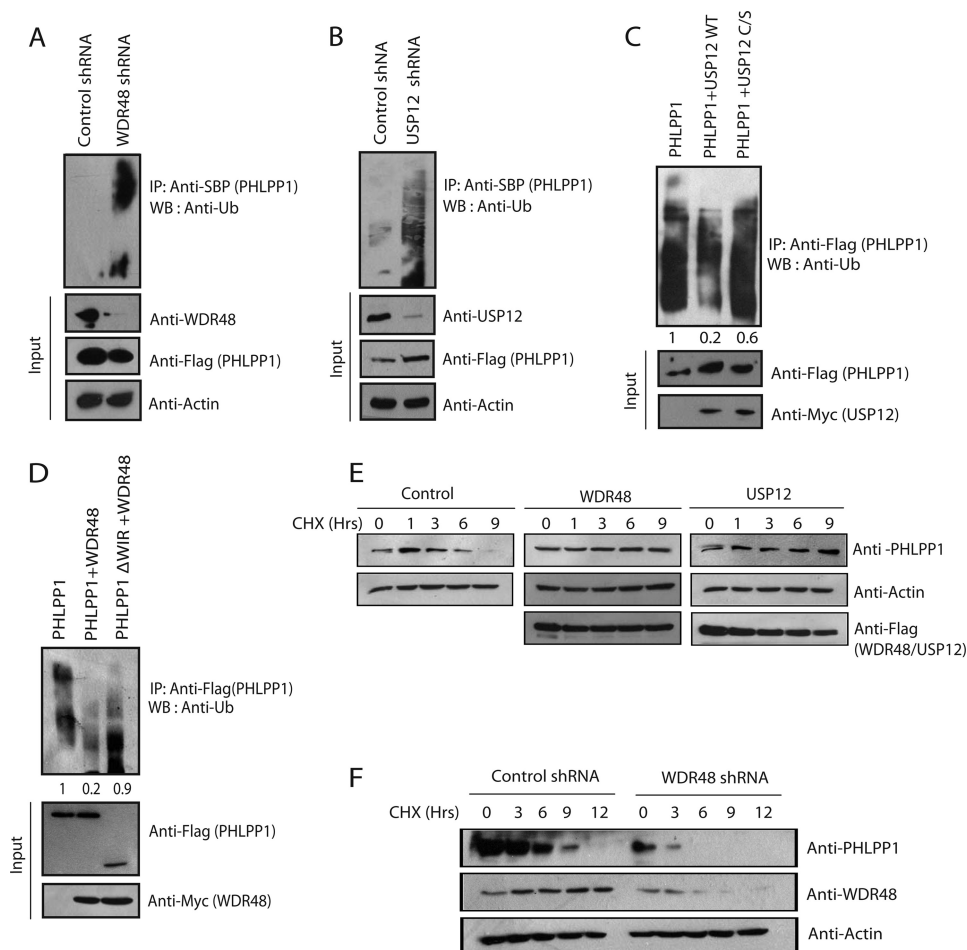 A
Control shRNA
WDR48 shRNA
IP: Anti-SBP (PHLPP1)
WB : Anti-Ub
Input
Anti-WDR48
Anti-Flag (PHLPP1)
Anti-Actin
B
Control shNA
USP12 shRNA
IP: Anti-SBP (PHLPP1)
WB : Anti-Ub
Input
Anti-USP12
Anti-Flag (PHLPP1)
Anti-Actin
C
PHLPP1
PHLPP1+USP12 WT
PHLPP1 +USP12 C/S
IP: Anti-Flag (PHLPP1)
WB : Anti-Ub
1 0.2 0.6
Input
Anti-Flag (PHLPP1)
Anti-Myc (USP12)
D
PHLPP1
PHLPP1+WDR48
PHLPP1 ΔWIR +WDR48
IP: Anti-Flag(PHLPP1)
WB : Anti-Ub
1 0.2 0.9
Input
Anti-Flag (PHLPP1)
Anti-Myc (WDR48)
E
Control WDR48 USP12
CHX (Hrs) 0 1 3 6 9 0 1 3 6 9 0 1 3 6 9
Anti -PHLPP1
Anti-Actin
Anti-Flag
(WDR48/USP12)
F
Control shRNA WDR48 shRNA
CHX (Hrs) 0 3 6 9 12 0 3 6 9 12
Anti-PHLPP1
Anti-WDR48
Anti-Actin